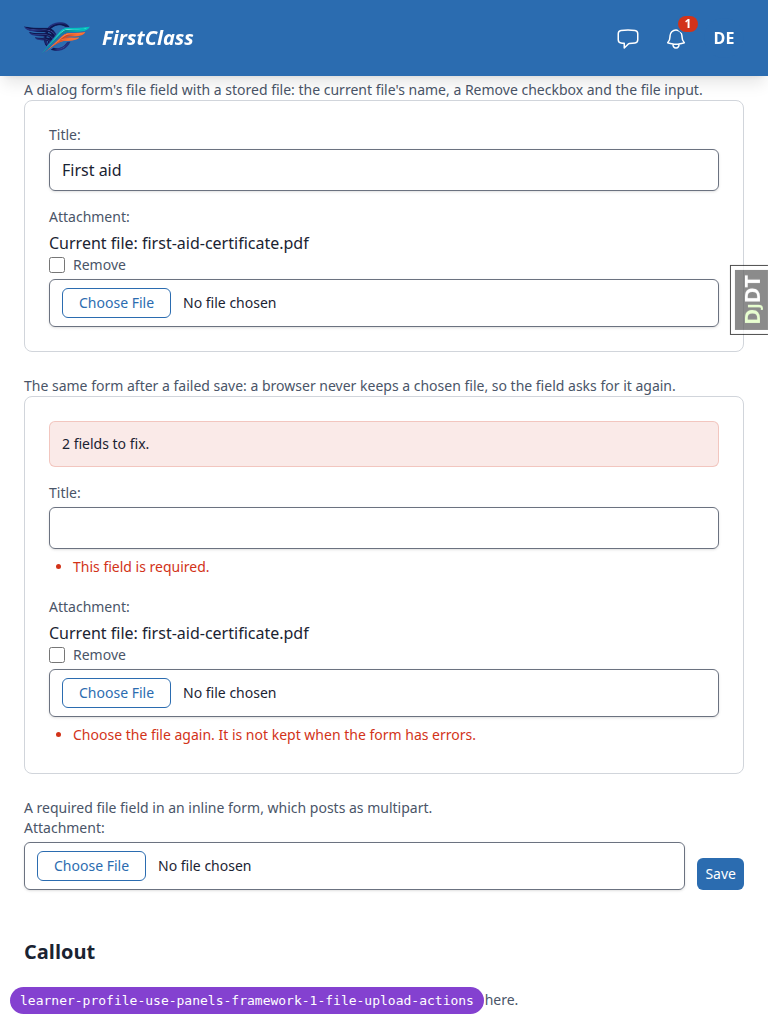 FirstClass
1
DE
A dialog form's file field with a stored file: the current file's name, a Remove checkbox and the file input.
Title:
First aid
Attachment:
Current file: first-aid-certificate.pdf
Remove
Choose File No file chosen
DJDT
The same form after a failed save: a browser never keeps a chosen file, so the field asks for it again.
2 fields to fix.
Title:
This field is required.
Attachment:
Current file: first-aid-certificate.pdf
Remove
Choose File No file chosen
Choose the file again. It is not kept when the form has errors.
A required file field in an inline form, which posts as multipart.
Attachment:
Choose File No file chosen
Save
Callout
learner-profile-use-panels-framework-1-file-upload-actions here.